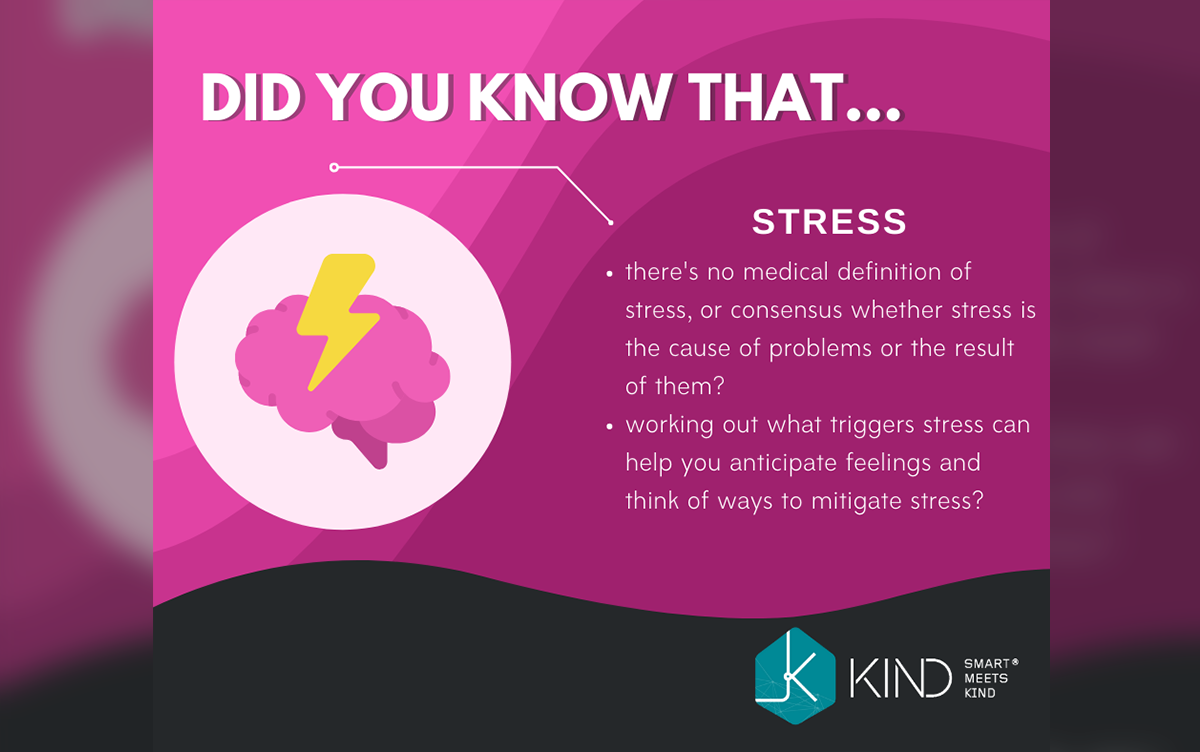 DID YOU KNOW THAT...
STRESS
• there's no medical definition of
stress, or consensus whether stress is
the cause of problems or the result
of them?
• working out what triggers stress can
help you anticipate feelings and
think of ways to mitigate stress?
K
KIND
SMART®
MEETS
KIND